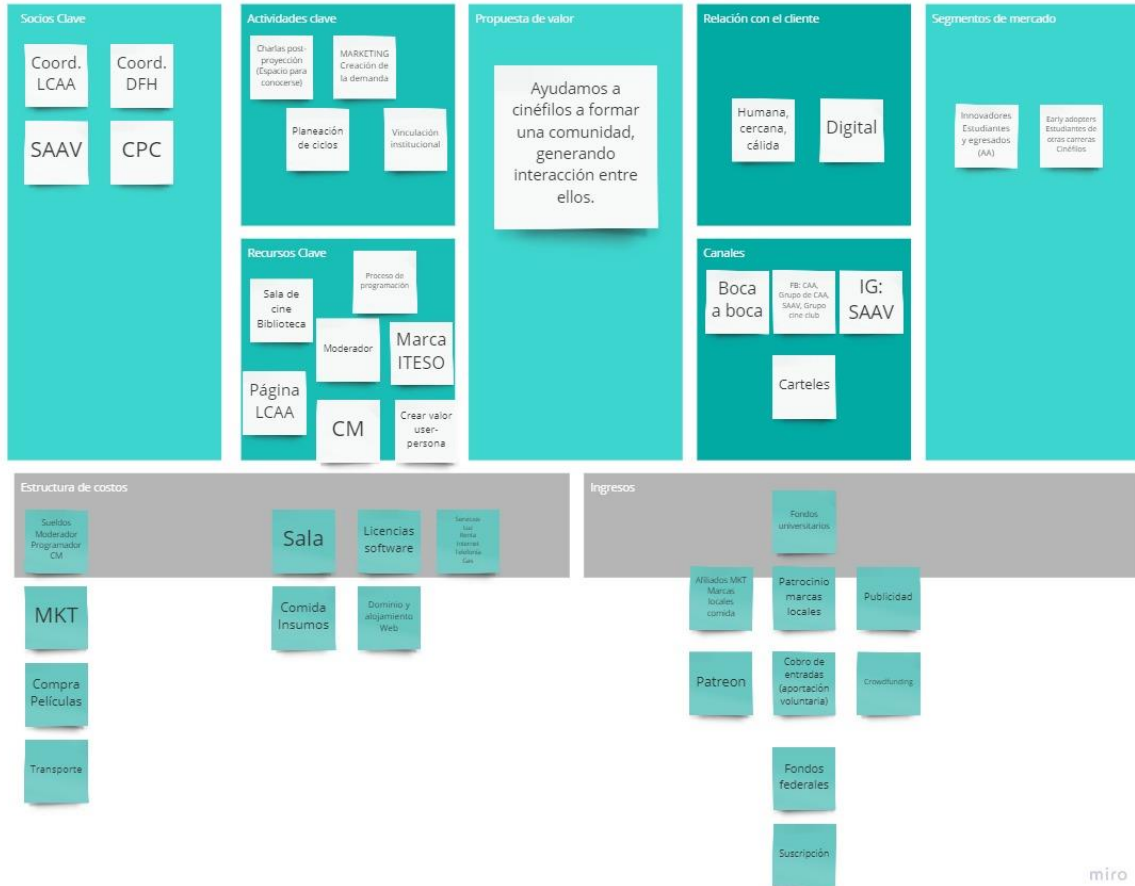 Socios Clave
Coord.
LCAA
Coord.
DFH
SAAV
CPC
Actividades clave
Charlas post-
proyección
(Espacio para
conocerse)
MARKETING
Creación de
la demanda
Planeación
de ciclos
Vinculación
institucional
Recursos Clave
Proceso de
programación
Sala de
cine
Biblioteca
Moderador
Marca
ITESO
Página
LCAA
CM
Crear valor
user-
persona
Propuesta de valor
Ayudamos a
cinéfilos a formar
una comunidad,
generando
interacción entre
ellos.
Relación con el cliente
Humana,
cercana,
cálida
Digital
Canales
Boca
a boca
FB: CAA,
Grupo de CAA,
SAAV, Grupo
cine club
IG:
SAAV
Carteles
Segmentos de mercado
Innovadores
Estudiantes
y egresados
(AA)
Early adopters
Estudiantes de
otras carreras
Cinéfilos
Estructura de costos
Sueldos
Moderador
Programador
CM
Sala
Licencias
software
Servicios
Luz
Renta
Internet
Telefonía
Gas
MKT
Comida
Insumos
Dominio y
alojamiento
Web
Compra
Películas
Transporte
Ingresos
Fondos
universitarios
Afiliados MKT
Marcas
locales
comida
Patrocinio
marcas
locales
Publicidad
Patreon
Cobro de
entradas
(aportación
voluntaria)
Crowdfunding
Fondos
federales
Suscripción
miro